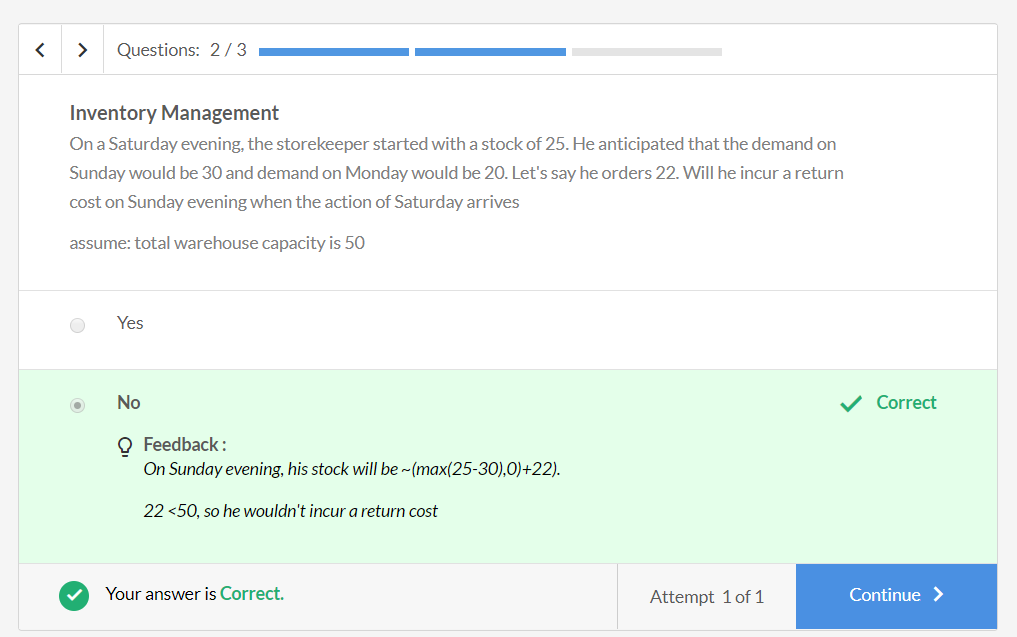 Questions: 2 / 3
Inventory Management
On a Saturday evening, the storekeeper started with a stock of 25. He anticipated that the demand on
Sunday would be 30 and demand on Monday would be 20. Let's say he orders 22. Will he incur a return
cost on Sunday evening when the action of Saturday arrives
assume: total warehouse capacity is 50
Yes
No
Correct
Feedback :
On Sunday evening, his stock will be ~(max(25-30),0)+22).
22 <50, so he wouldn't incur a return cost
Your answer is Correct.
Attempt 1 of 1
Continue